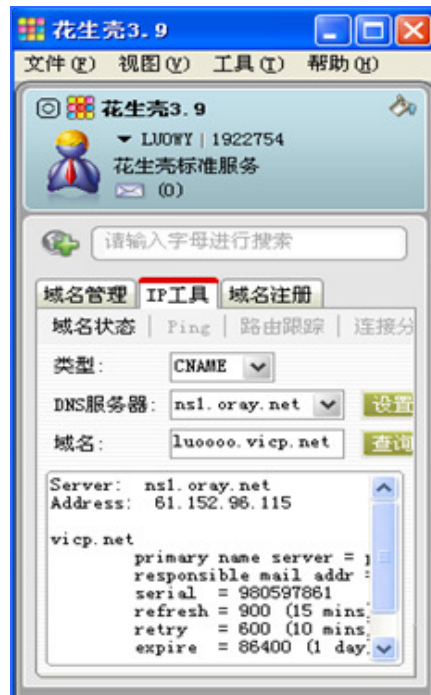 花生壳3.9
文件(F) 视图(V) 工具(T) 帮助(H)
花生壳3.9
LUOWY | 1922754
花生壳标准服务
(0)
请输入字母进行搜索
域名管理 IP工具 域名注册
域名状态 | Ping | 路由跟踪 | 连接分
类型: CNAME
DNS服务器: ns1.oray.net 设置
域名: luoooo.vicp.net 查询
Server: ns1.oray.net
Address: 61.152.96.115
vicp.net
primary name server = 
responsible mail addr =
serial = 980597861
refresh = 900 (15 mins
retry = 600 (10 mins
expire = 86400 (1 day